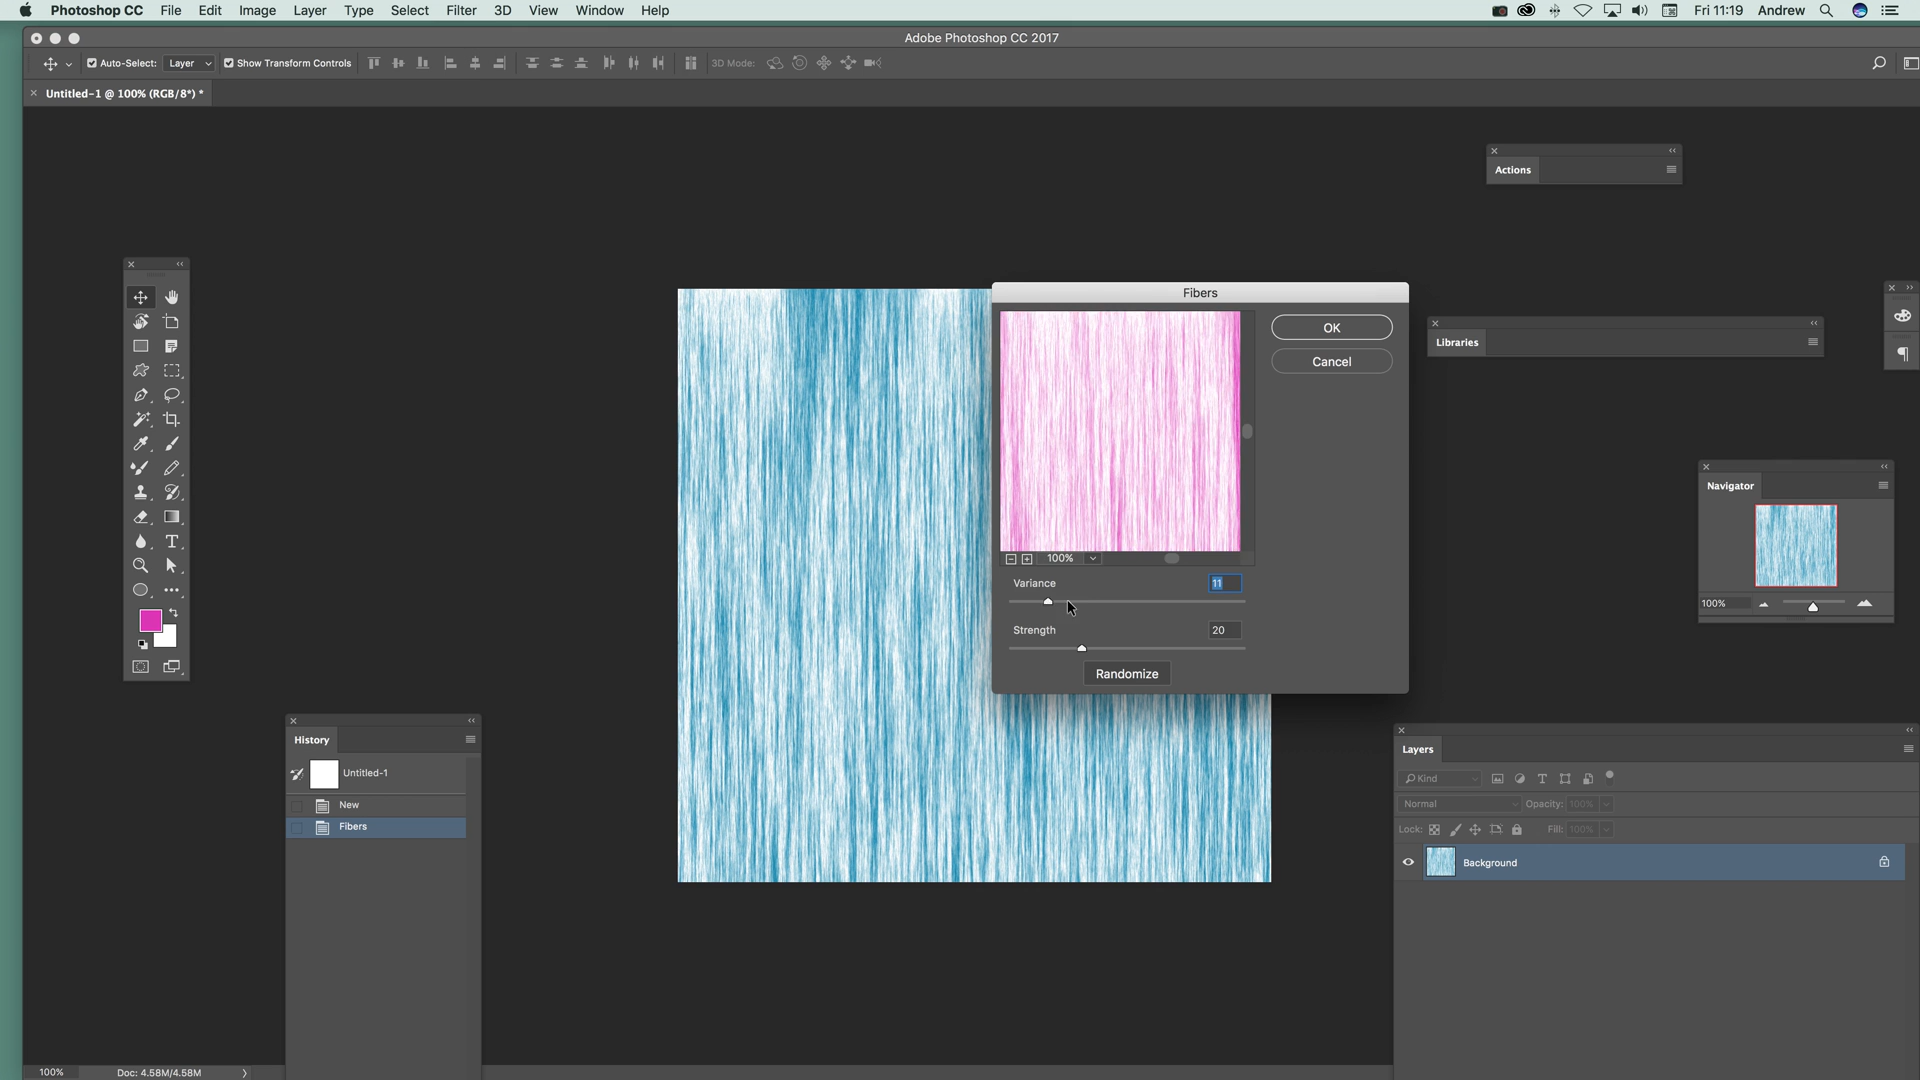 Photoshop CC File Edit Image Layer Type Select Filter 3D View Window Help Fri 11:19 Andrew
Adobe Photoshop CC 2017
Auto-Select: Layer Show Transform Controls 3D Mode:
Untitled-1 @ 100% (RGB/8*) *
Actions
Fibers
OK
Cancel
Libraries
100%
Variance 11
Strength 20
Randomize
Navigator
100%
History
Untitled-1
New
Fibers
Layers
Kind
Normal Opacity: 100%
Lock: Fill: 100%
Background
100% Doc: 4.58M/4.58M